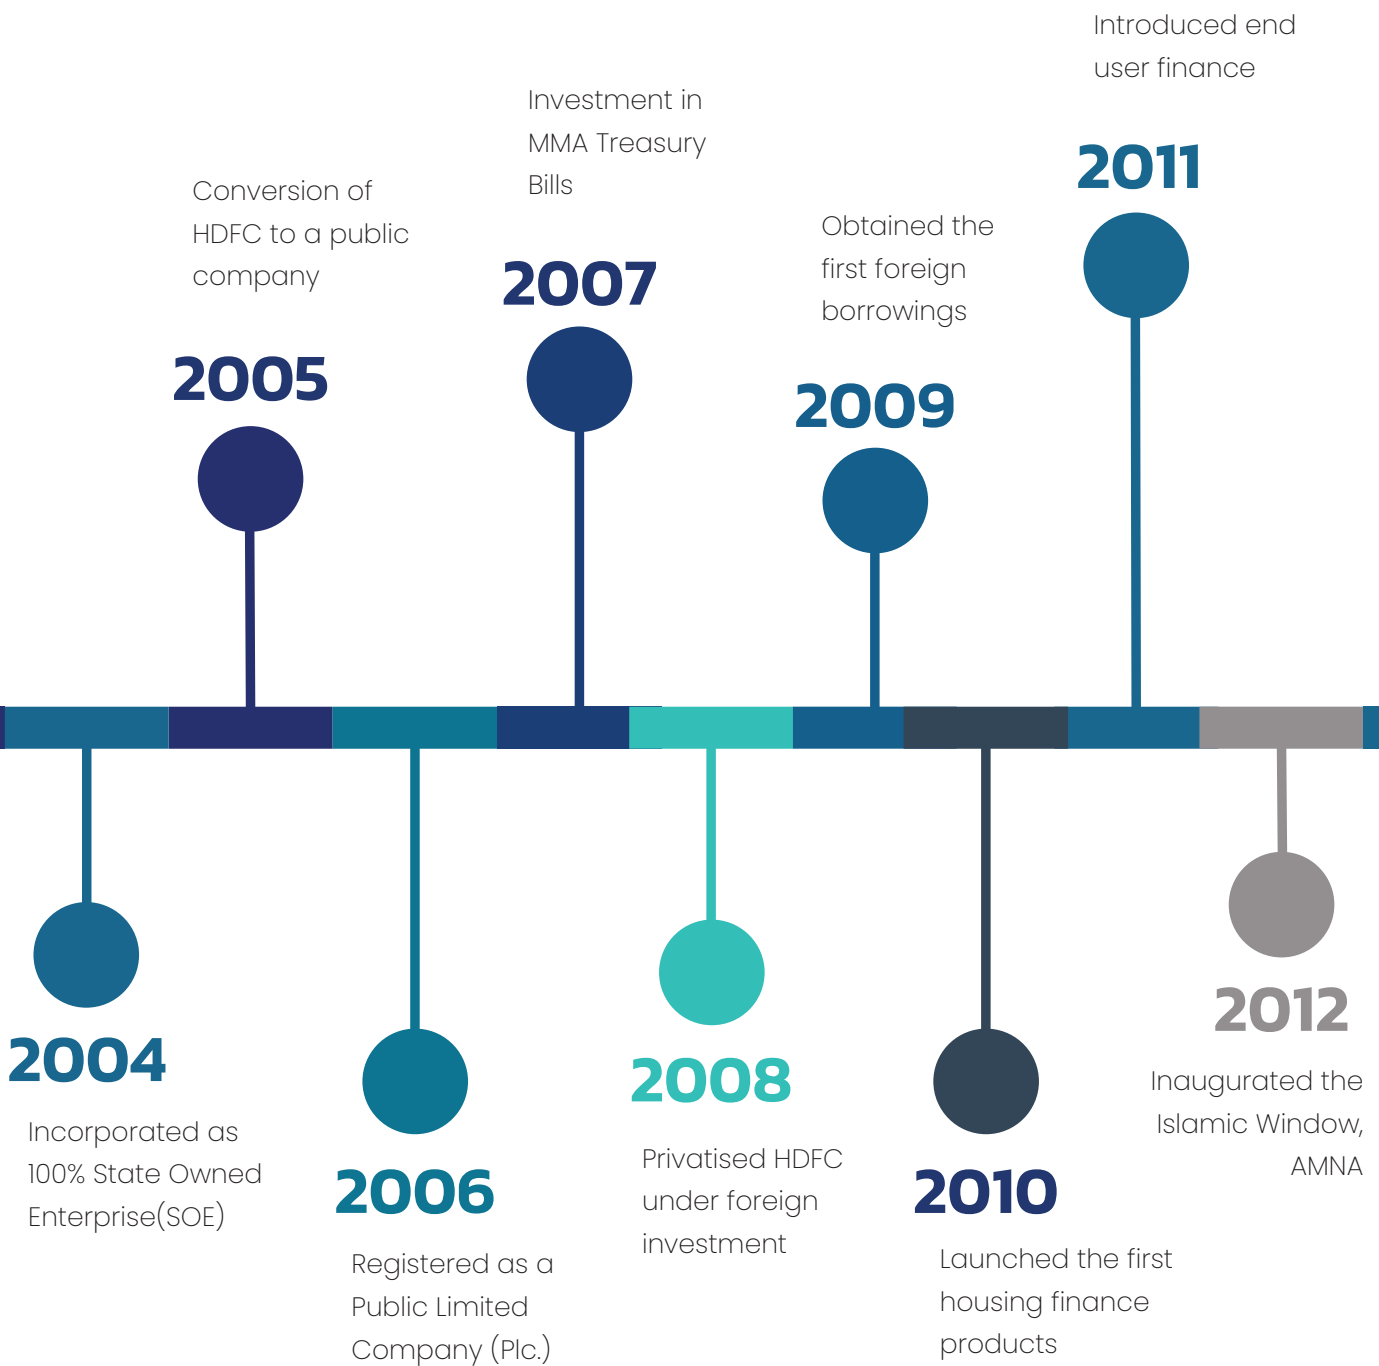 2004
Incorporated as
100% State Owned
Enterprise(SOE)
Conversion of
HDFC to a public
company
2005
2006
Registered as a
Public Limited
Company (Plc.)
Investment in
MMA Treasury
Bills
2007
2008
Privatised HDFC
under foreign
investment
Obtained the
first foreign
borrowings
2009
2010
Launched the first
housing finance
products
Introduced end
user finance
2011
2012
Inaugurated the
Islamic Window,
AMNA